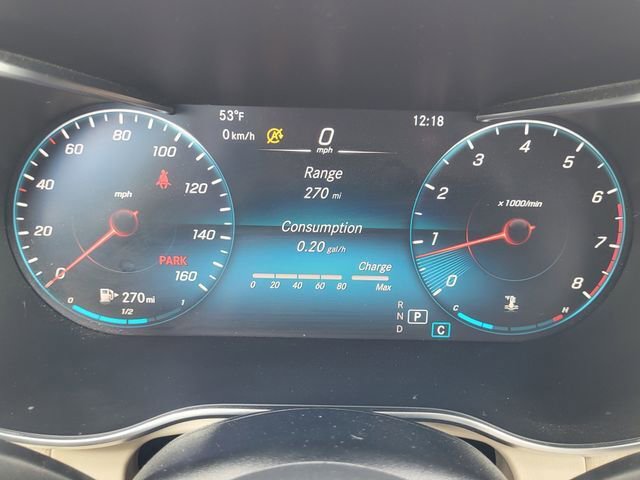 53°F
12:18
0 km/h
A
0
mph
Range
270 mi
Consumption
0.20 gal/h
Charge
0 20 40 60 80 Max
R
N P
D C
0 20 40 60 80 100 120 140 160
mph
PARK
270 mi
0 1/2 1
0 1 2 3 4 5 6 7 8
x 1000/min
C H